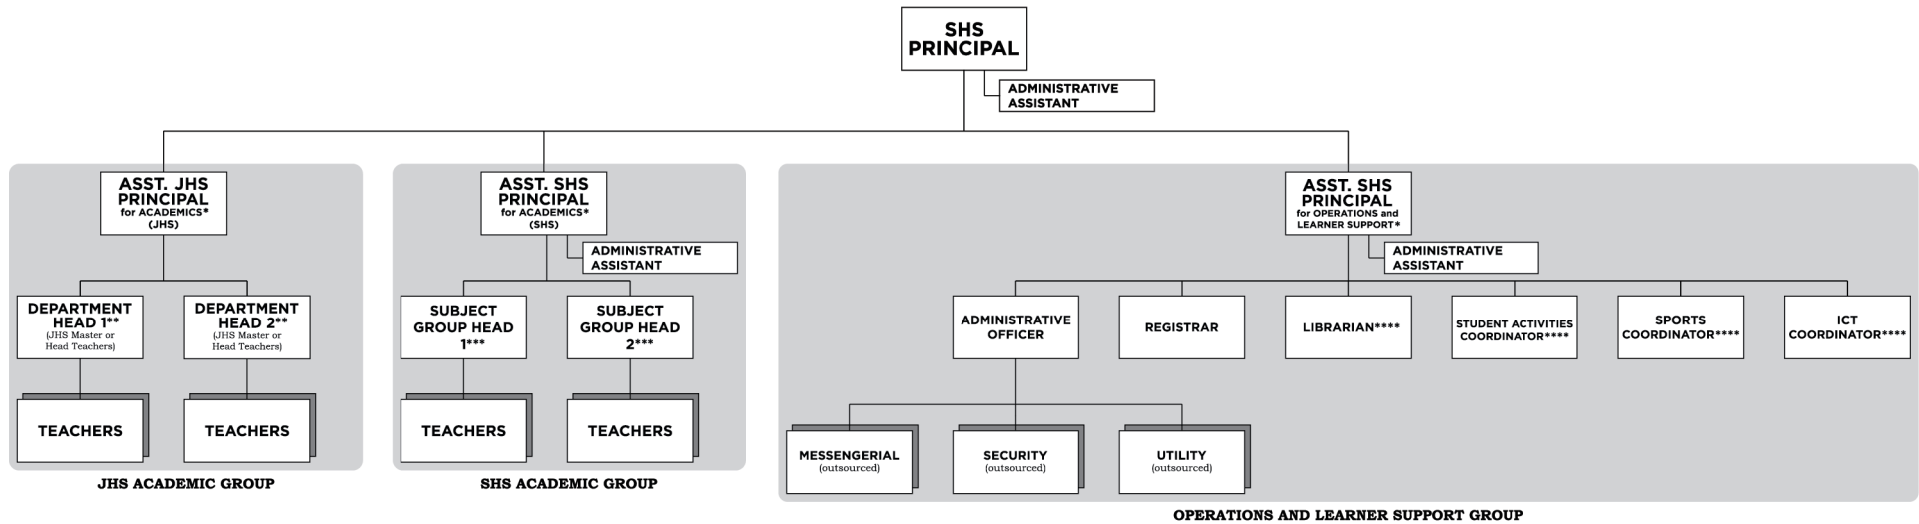 SHS
PRINCIPAL
ADMINISTRATIVE
ASSISTANT
ASST. JHS
PRINCIPAL
for ACADEMICS*
(JHS)
DEPARTMENT
HEAD 1**
(JHS Master or
Head Teachers)
DEPARTMENT
HEAD 2**
(JHS Master or
Head Teachers)
TEACHERS
TEACHERS
JHS ACADEMIC GROUP
ASST. SHS
PRINCIPAL
for ACADEMICS*
(SHS)
ADMINISTRATIVE
ASSISTANT
SUBJECT
GROUP HEAD
1***
SUBJECT
GROUP HEAD
2***
TEACHERS
TEACHERS
SHS ACADEMIC GROUP
ASST. SHS
PRINCIPAL
for OPERATIONS and
LEARNER SUPPORT*
ADMINISTRATIVE
ASSISTANT
ADMINISTRATIVE
OFFICER
REGISTRAR
LIBRARIAN****
STUDENT ACTIVITIES
COORDINATOR****
SPORTS
COORDINATOR****
ICT
COORDINATOR****
MESSENGERIAL
(outsourced)
SECURITY
(outsourced)
UTILITY
(outsourced)
OPERATIONS AND LEARNER SUPPORT GROUP